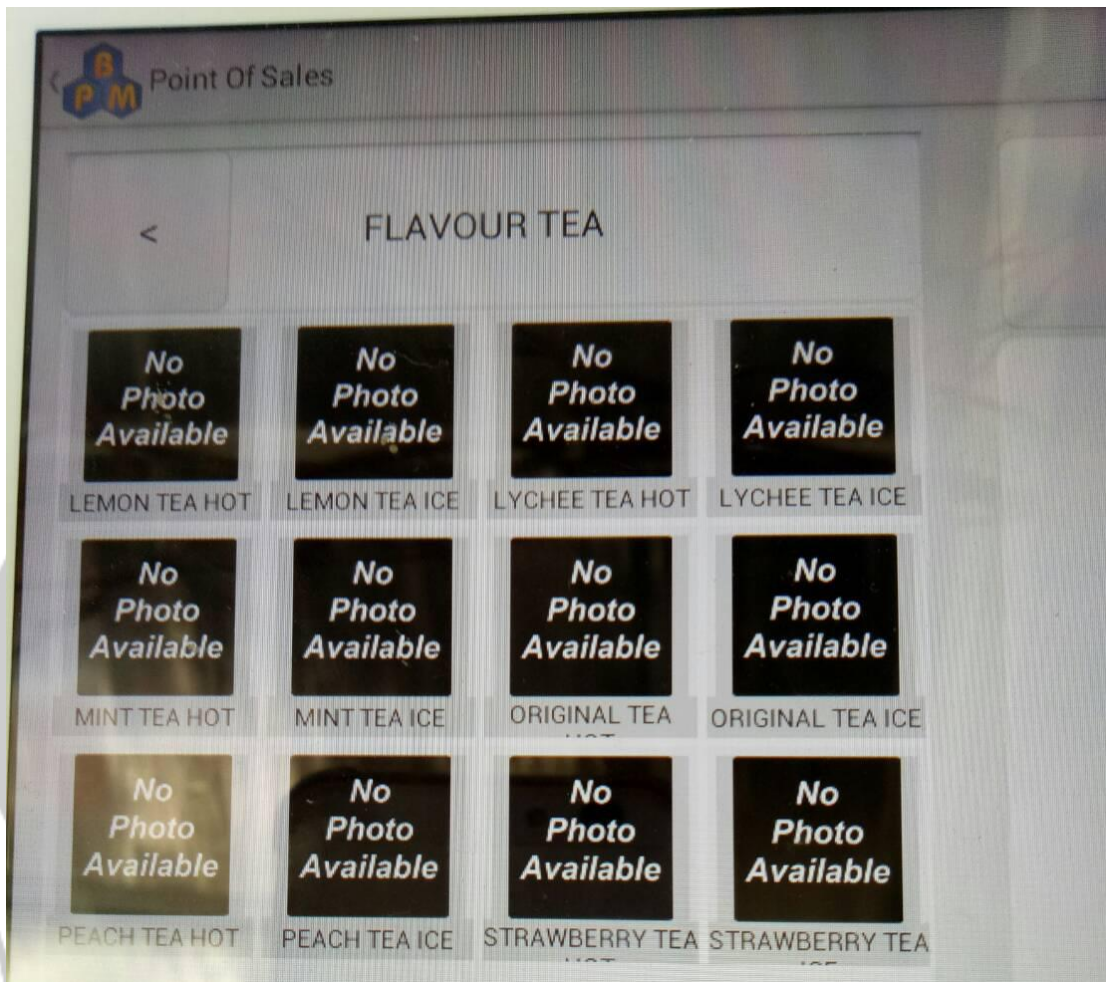 B
P M
Point Of Sales
<
FLAVOUR TEA
No
Photo
Available
No
Photo
Available
No
Photo
Available
No
Photo
Available
LEMON TEA HOT
LEMON TEA ICE
LYCHEE TEA HOT
LYCHEE TEA ICE
No
Photo
Available
No
Photo
Available
No
Photo
Available
No
Photo
Available
MINT TEA HOT
MINT TEA ICE
ORIGINAL TEA
ORIGINAL TEA ICE
No
Photo
Available
No
Photo
Available
No
Photo
Available
No
Photo
Available
PEACH TEA HOT
PEACH TEA ICE
STRAWBERRY TEA
STRAWBERRY TEA